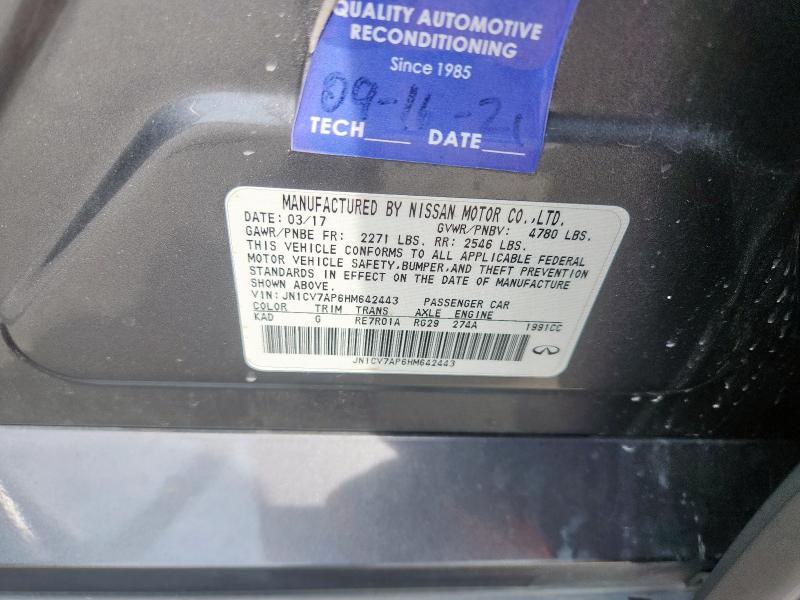 QUALITY AUTOMOTIVE
RECONDITIONING
Since 1985
09-11-21
TECH____ DATE____
MANUFACTURED BY NISSAN MOTOR CO.,LTD.
DATE: 03/17 GVWR/PNBV: 4780 LBS.
GAWR/PNBE FR: 2271 LBS. RR: 2546 LBS.
THIS VEHICLE CONFORMS TO ALL APPLICABLE FEDERAL
MOTOR VEHICLE SAFETY,BUMPER,AND THEFT PREVENTION
STANDARDS IN EFFECT ON THE DATE OF MANUFACTURE
SHOWN ABOVE.
VIN: JN1CV7AP6HM642443 PASSENGER CAR
COLOR TRIM TRANS AXLE ENGINE
KAD G RE7R01A RG29 274A 1991CC
JN1CV7AP6HM642443